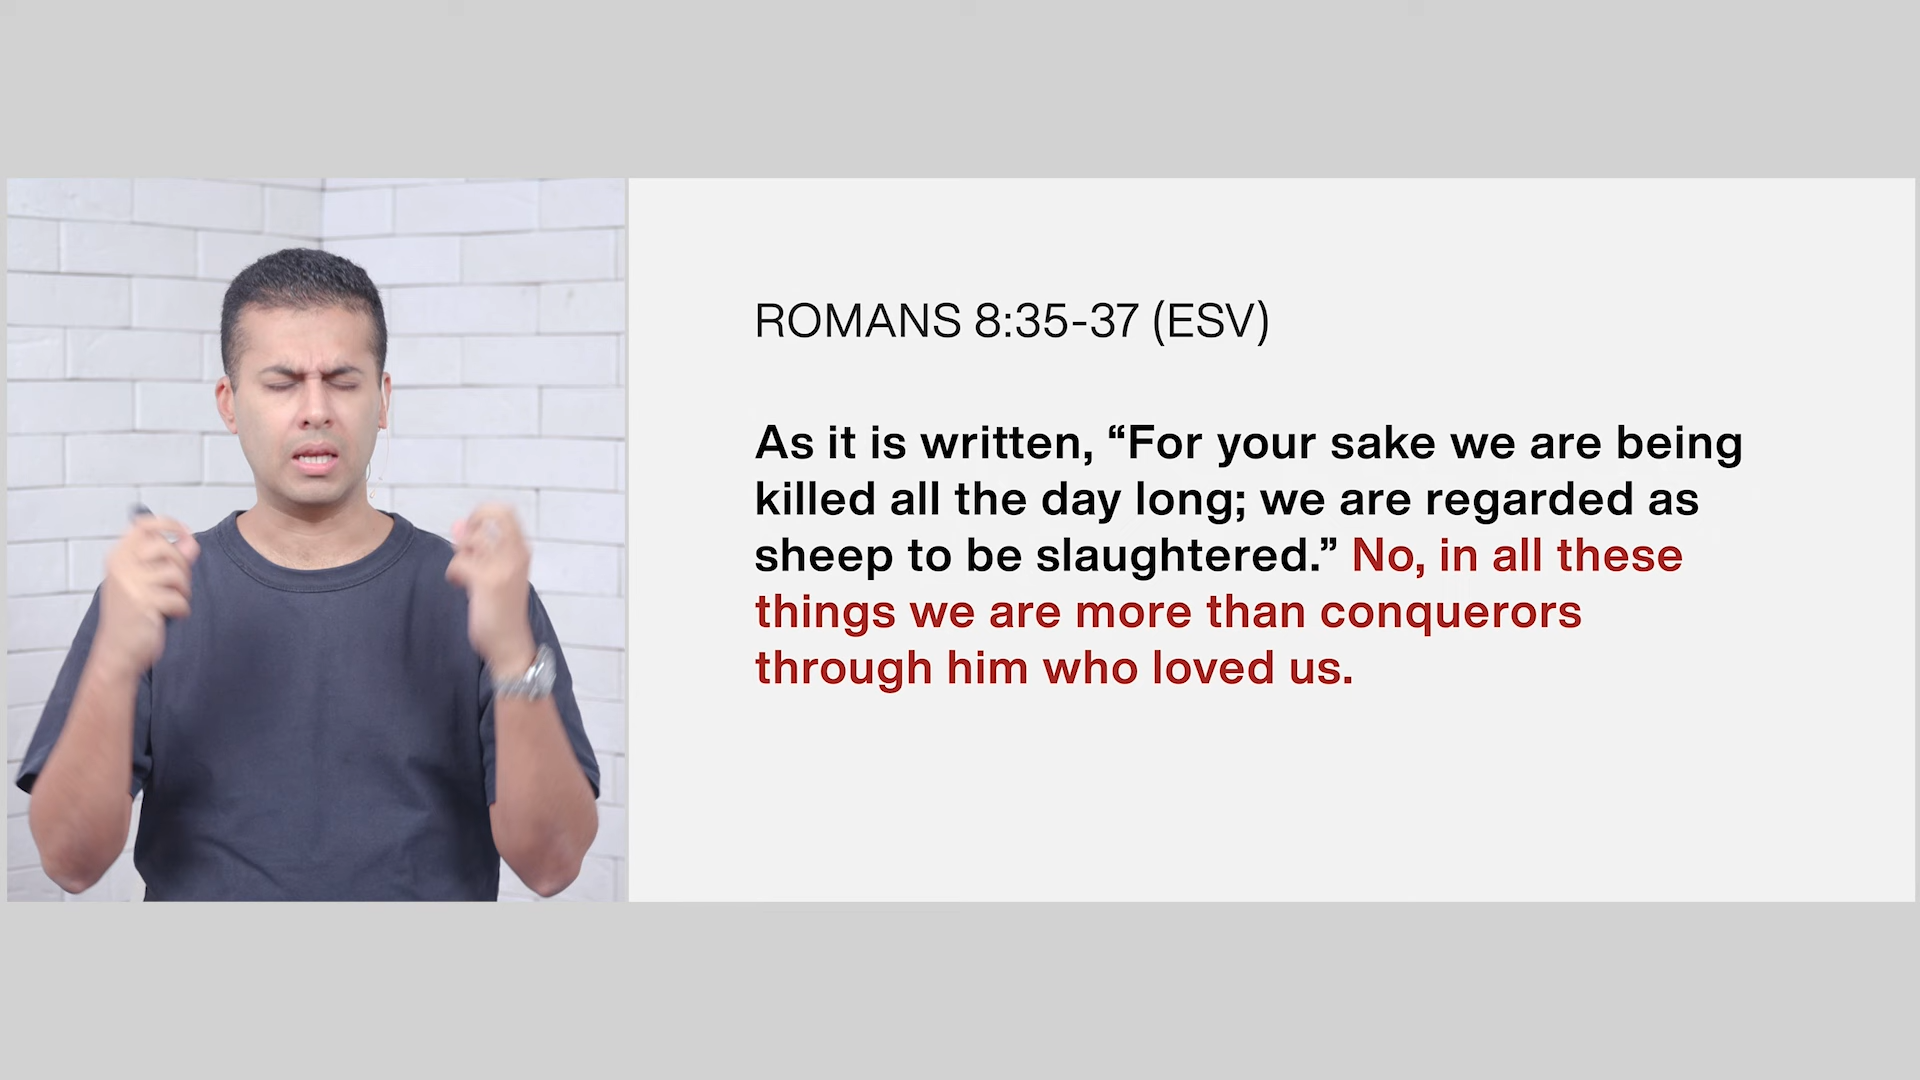 ROMANS 8:35-37 (ESV)
As it is written, “For your sake we are being
killed all the day long; we are regarded as
sheep to be slaughtered.” No, in all these
things we are more than conquerors
through him who loved us.